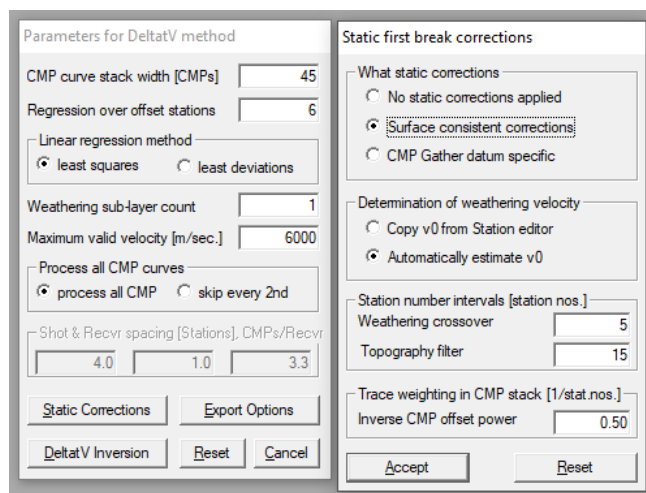 Parameters for DeltatV method
CMP curve stack width [CMPs] 45
Regression over offset stations 6
Linear regression method
least squares least deviations
Weathering sub-layer count 1
Maximum valid velocity [m/sec.] 6000
Process all CMP curves
process all CMP skip every 2nd
Shot & Recvr spacing [Stations], CMPs/Recvr
4.0 1.0 3.3
Static Corrections Export Options
DeltatV Inversion Reset Cancel
Static first break corrections
What static corrections
No static corrections applied
Surface consistent corrections
CMP Gather datum specific
Determination of weathering velocity
Copy v0 from Station editor
Automatically estimate v0
Station number intervals [station nos.]
Weathering crossover 5
Topography filter 15
Trace weighting in CMP stack [1/stat.nos.]
Inverse CMP offset power 0.50
Accept Reset